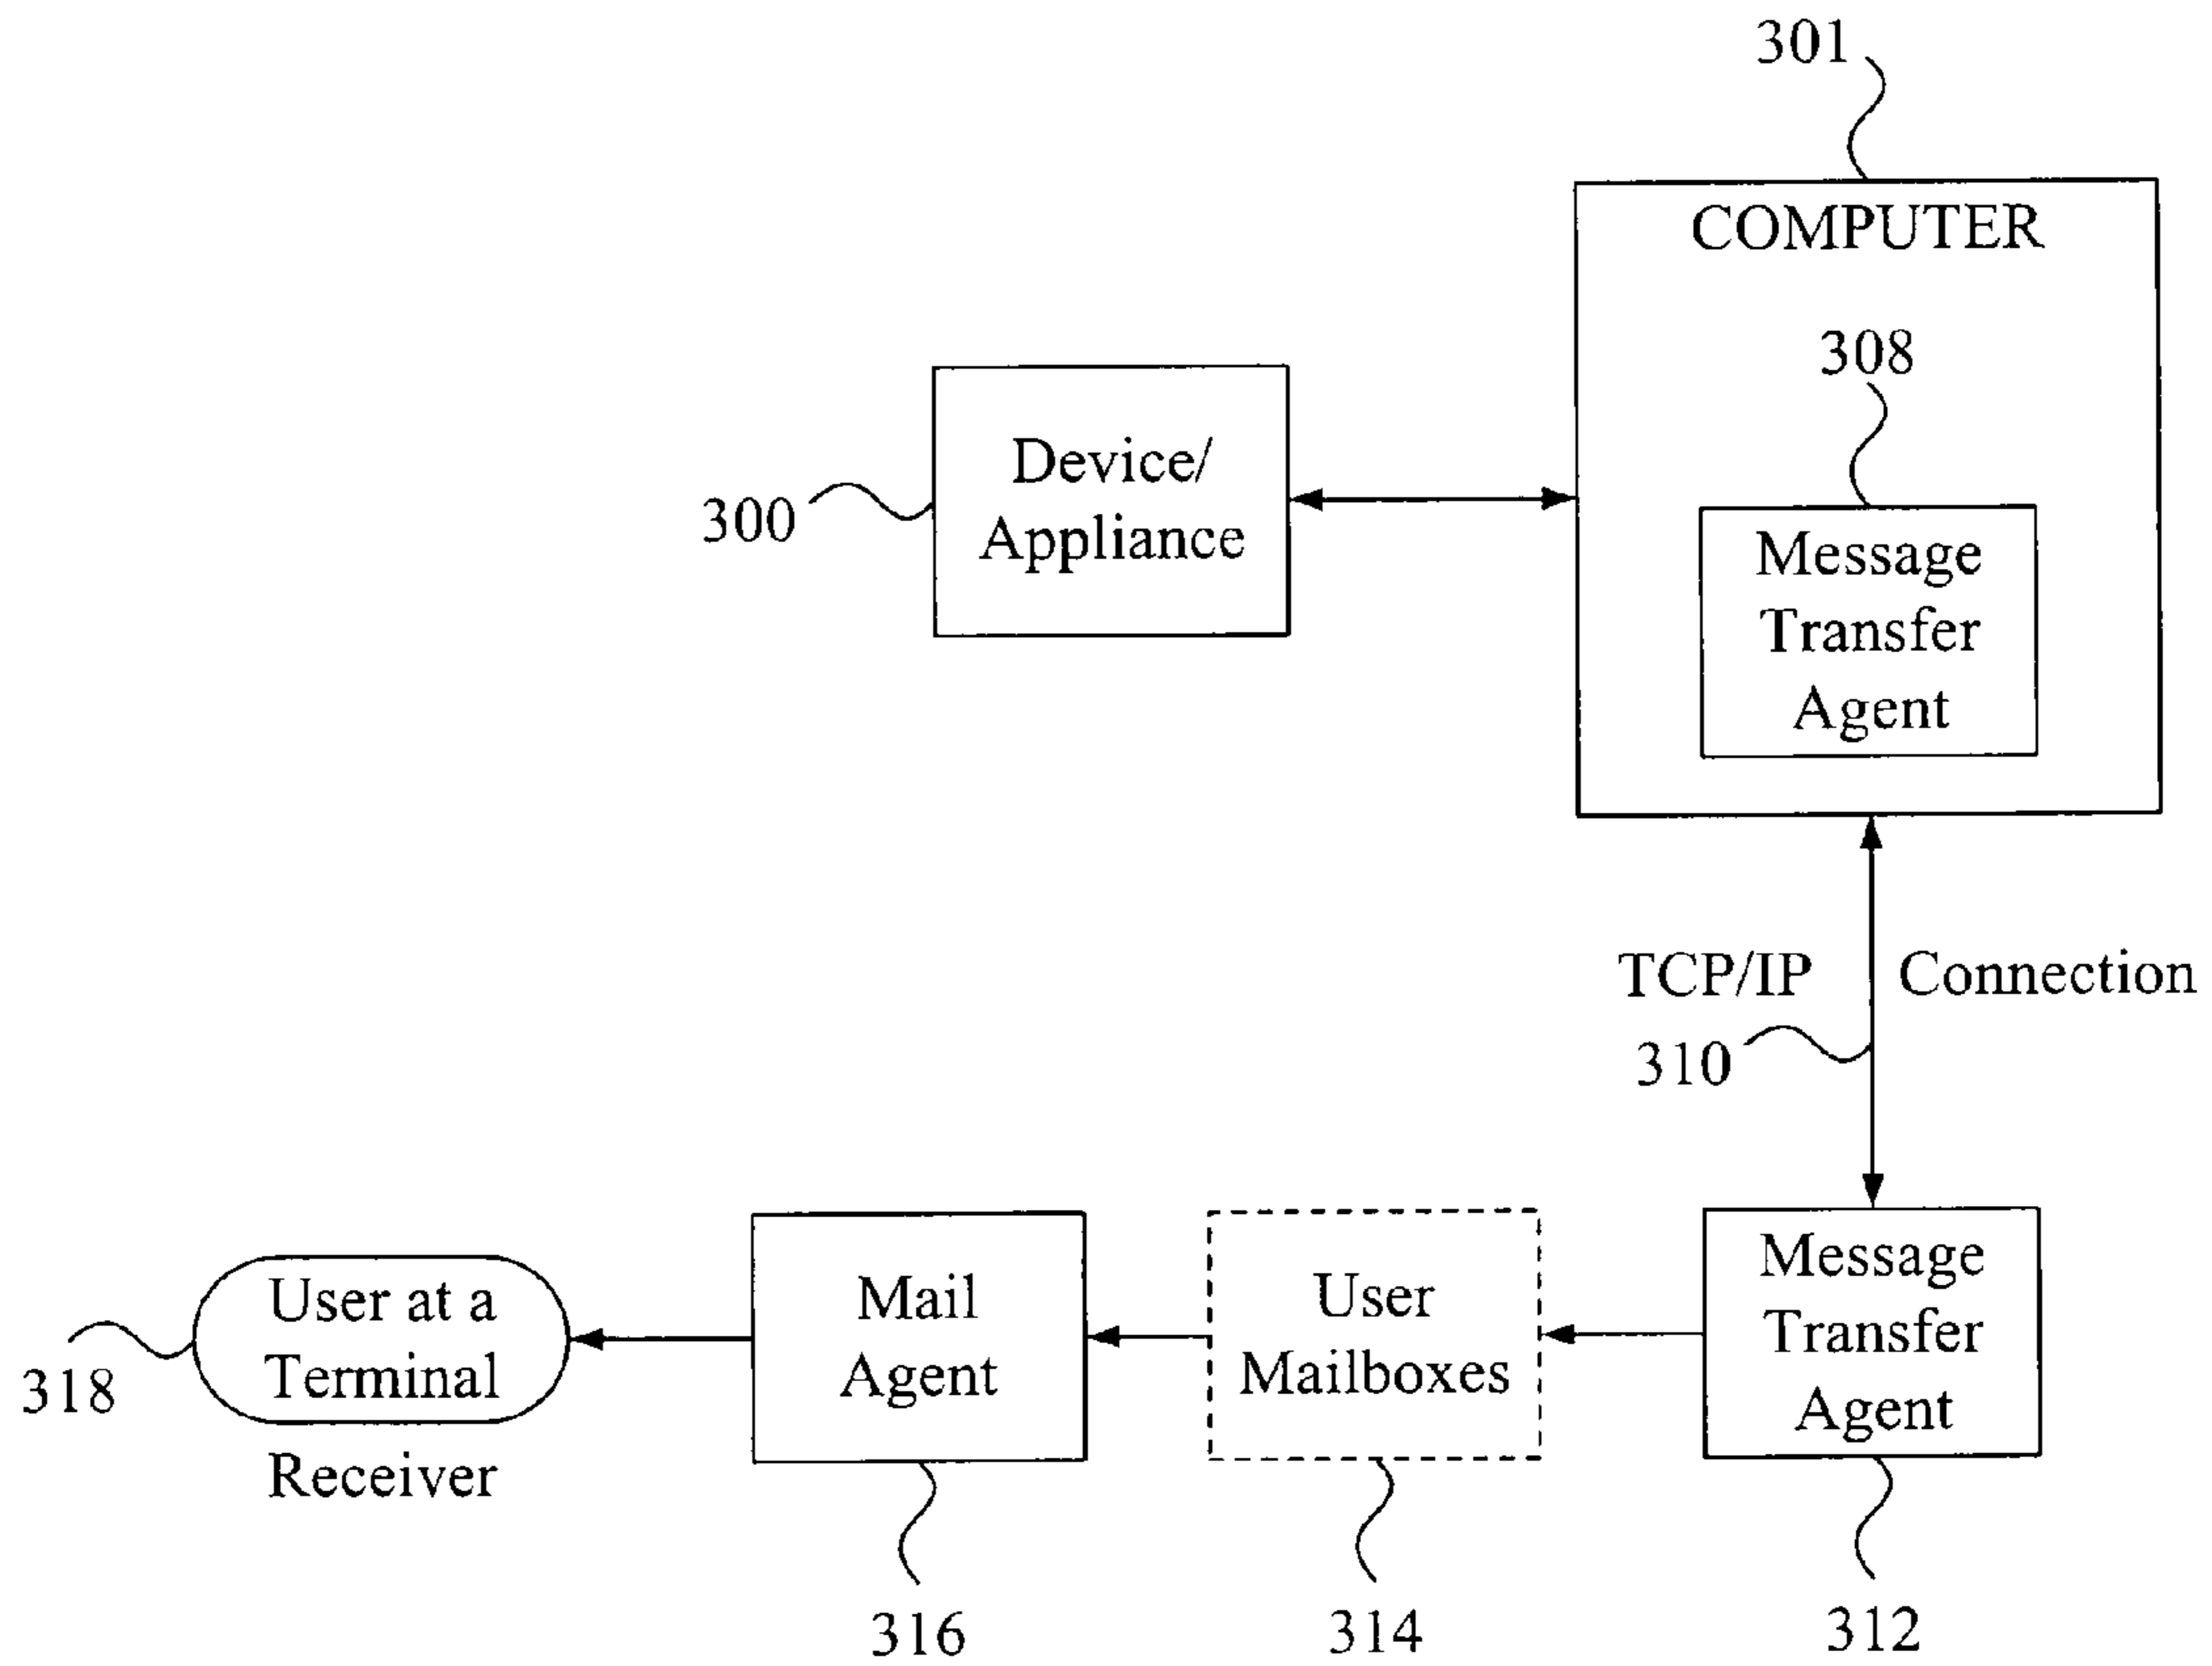 301
COMPUTER
308
Device/
Appliance
300
Message
Transfer
Agent
TCP/IP Connection
310
User at a
Terminal
318
Receiver
Mail
Agent
316
User
Mailboxes
314
Message
Transfer
Agent
312